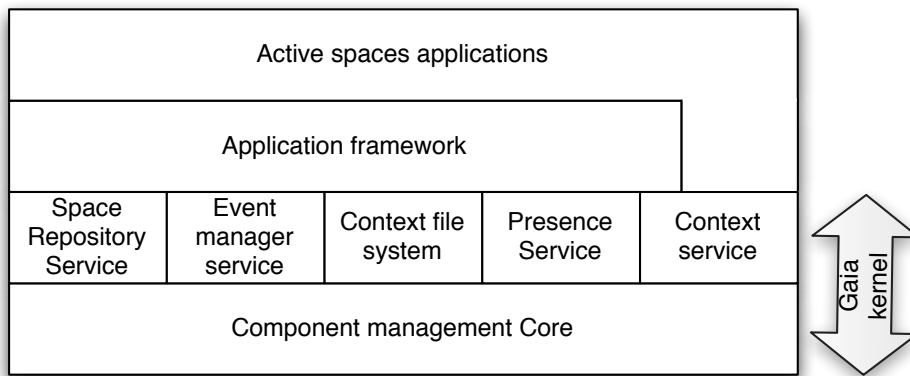 Active spaces applications
Application framework
Space
Repository
Service
Event
manager
service
Context file
system
Presence
Service
Context
service
Component management Core
Gaia
kernel